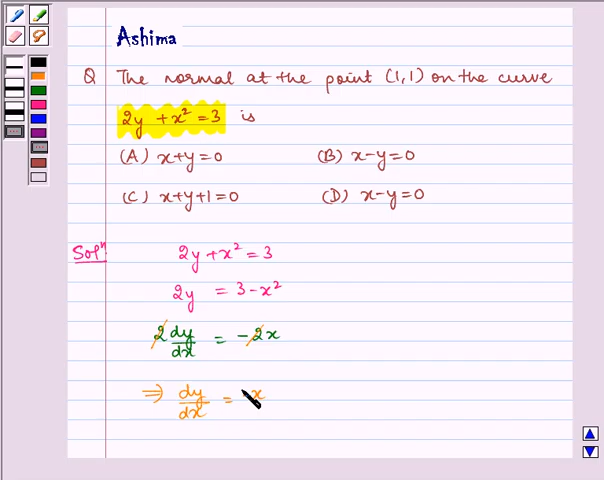 Ashima
Q The normal at the point (1,1) on the curve
2y + x² = 3 is
(A) x+y=0 (B) x-y=0
(C) x+y+1=0 (D) x-y=0
Solⁿ 2y + x² = 3
2y = 3 - x²
2 dy/dx = -2x
⇒ dy/dx = -x